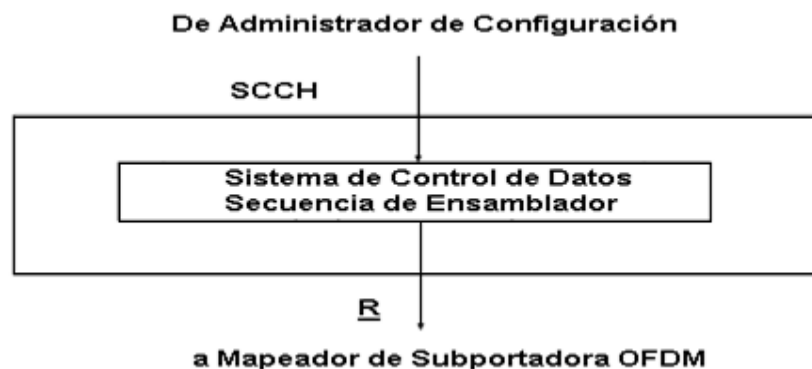 De Administrador de Configuración
SCCH
Sistema de Control de Datos
Secuencia de Ensamblador
R
a Mapeador de Subportadora OFDM